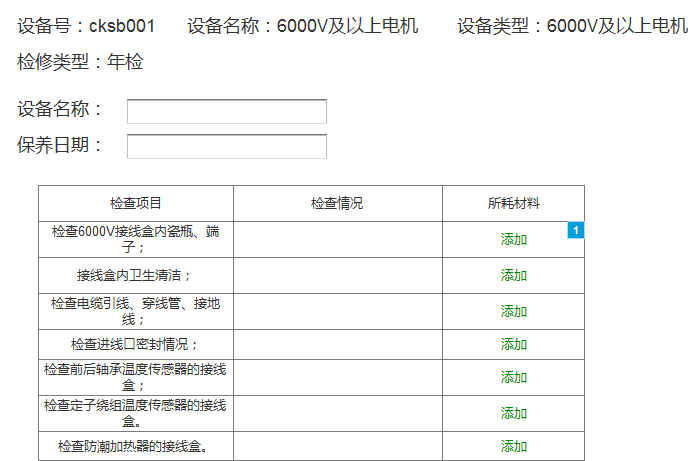 设备号：cksb001 设备名称：6000V及以上电机 设备类型：6000V及以上电机
检修类型：年检
设备名称：
保养日期：
检查项目 检查情况 所耗材料
检查6000V接线盒内瓷瓶、端
子； 添加 1
接线盒内卫生清洁； 添加
检查电缆引线、穿线管、接地
线； 添加
检查进线口密封情况； 添加
检查前后轴承温度传感器的接线
盒； 添加
检查定子绕组温度传感器的接线
盒。 添加
检查防潮加热器的接线盒。 添加